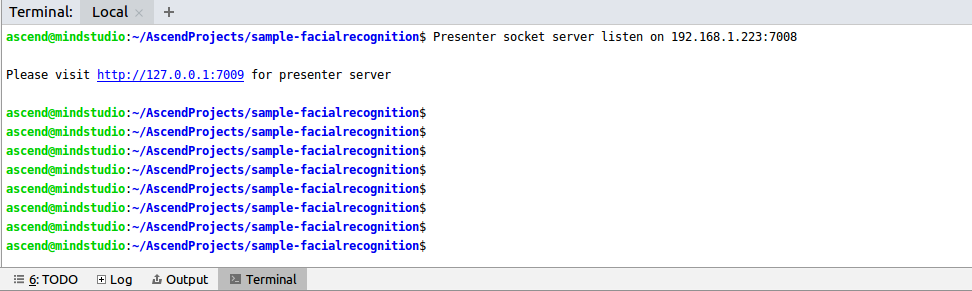 Terminal: Local × +
ascend@mindstudio:~/AscendProjects/sample-facialrecognition$ Presenter socket server listen on 192.168.1.223:7008
Please visit http://127.0.0.1:7009 for presenter server
ascend@mindstudio:~/AscendProjects/sample-facialrecognition$
ascend@mindstudio:~/AscendProjects/sample-facialrecognition$
ascend@mindstudio:~/AscendProjects/sample-facialrecognition$
ascend@mindstudio:~/AscendProjects/sample-facialrecognition$
ascend@mindstudio:~/AscendProjects/sample-facialrecognition$
ascend@mindstudio:~/AscendProjects/sample-facialrecognition$
ascend@mindstudio:~/AscendProjects/sample-facialrecognition$
ascend@mindstudio:~/AscendProjects/sample-facialrecognition$
6: TODO Log Output Terminal